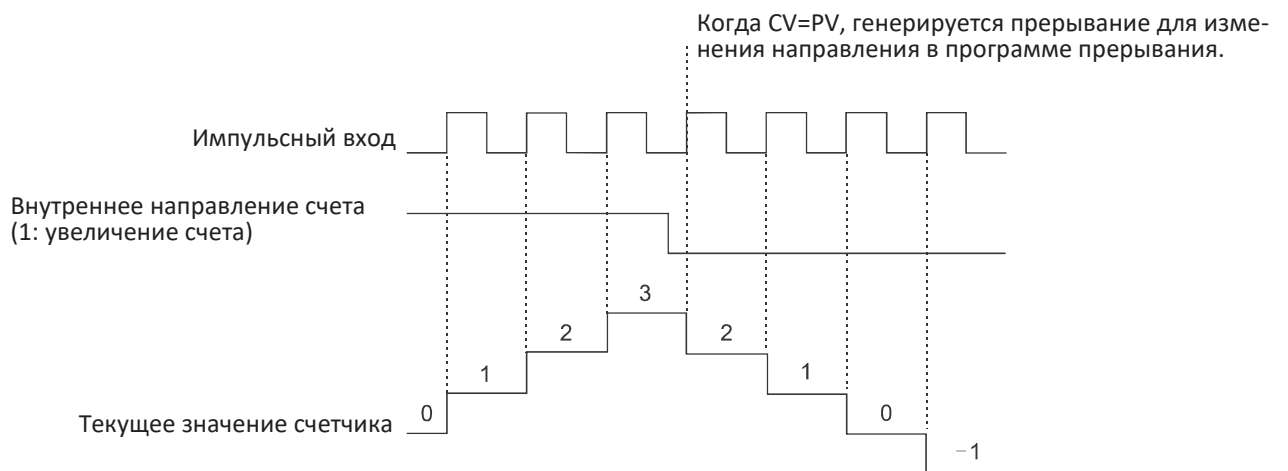 Когда CV=PV, генерируется прерывание для изме-
нения направления в программе прерывания.
Импульсный вход
Внутреннее направление счета
(1: увеличение счета)
3
2
2
1
1
0
0
Текущее значение счетчика
−1